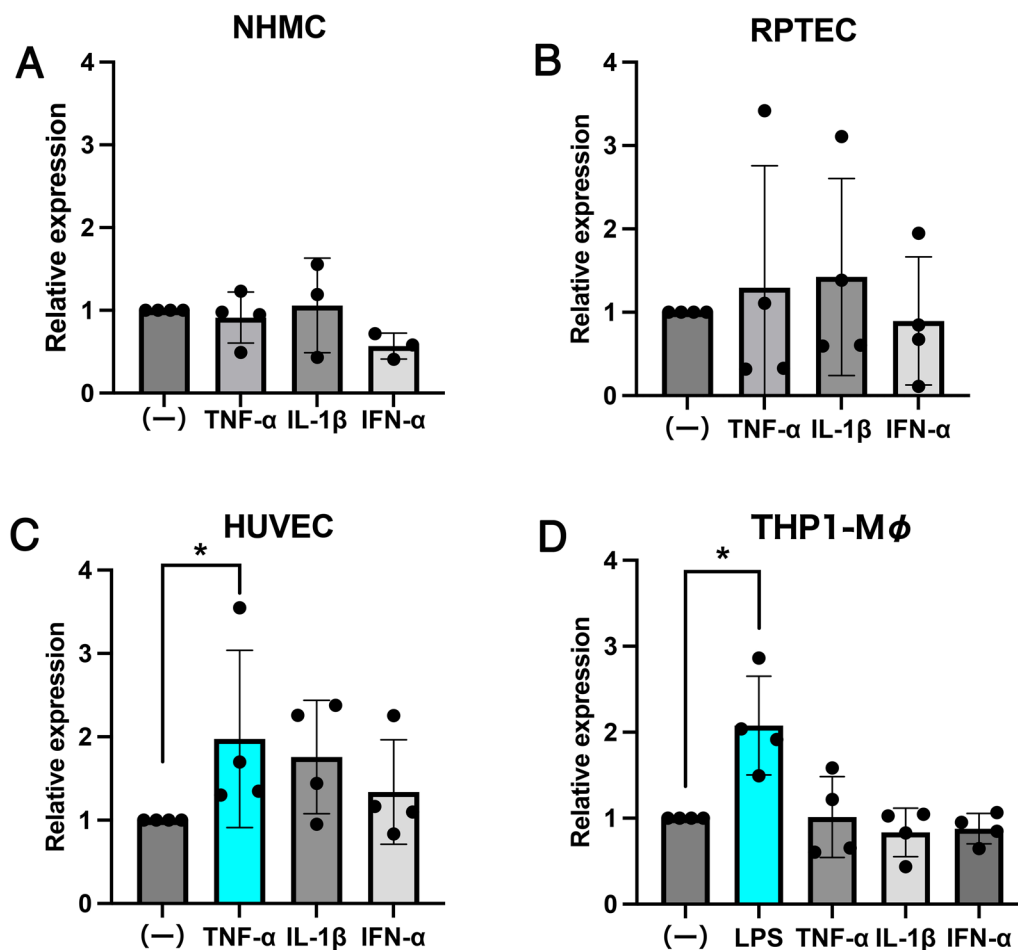 NHMC
A
Relative expression
4
3
2
1
0
(—) TNF-α IL-1β IFN-α
RPTEC
B
Relative expression
4
3
2
1
0
(—) TNF-α IL-1β IFN-α
HUVEC
C
Relative expression
4
3
2
1
0
*
(—) TNF-α IL-1β IFN-α
THP1-Mϕ
D
Relative expression
4
3
2
1
0
*
(—) LPS TNF-α IL-1β IFN-α